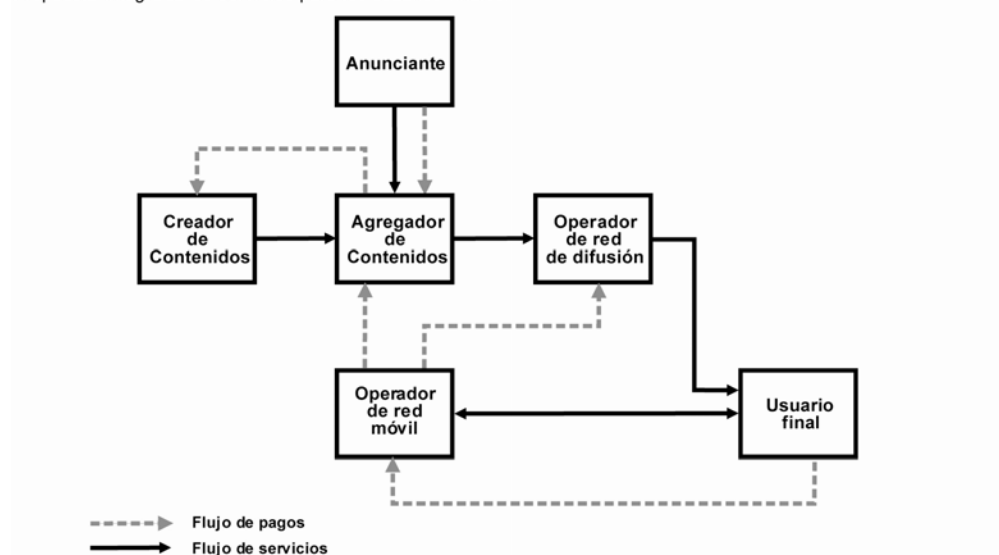 Anunciante
Creador
de
Contenidos
Agregador
de
Contenidos
Operador
de red
de difusión
Operador
de red
móvil
Usuario
final
Flujo de pagos
Flujo de servicios